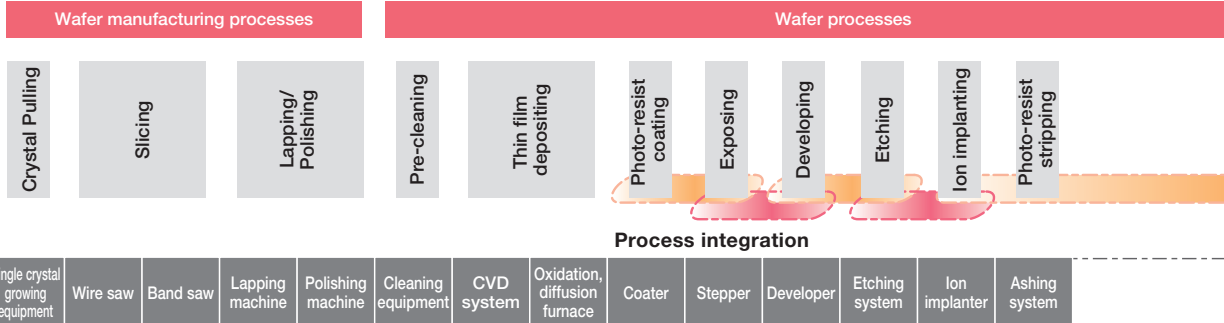 Wafer manufacturing processes
Wafer processes
Crystal Pulling
Slicing
Lapping/
Polishing
Pre-cleaning
Thin film
depositing
Photo-resist
coating
Exposing
Developing
Etching
Ion implanting
Photo-resist
stripping
Process integration
crystal
growing
equipment
Wire saw
Band saw
Lapping
machine
Polishing
machine
Cleaning
equipment
CVD
system
Oxidation,
diffusion
furnace
Coater
Stepper
Developer
Etching
system
Ion
implanter
Ashing
system